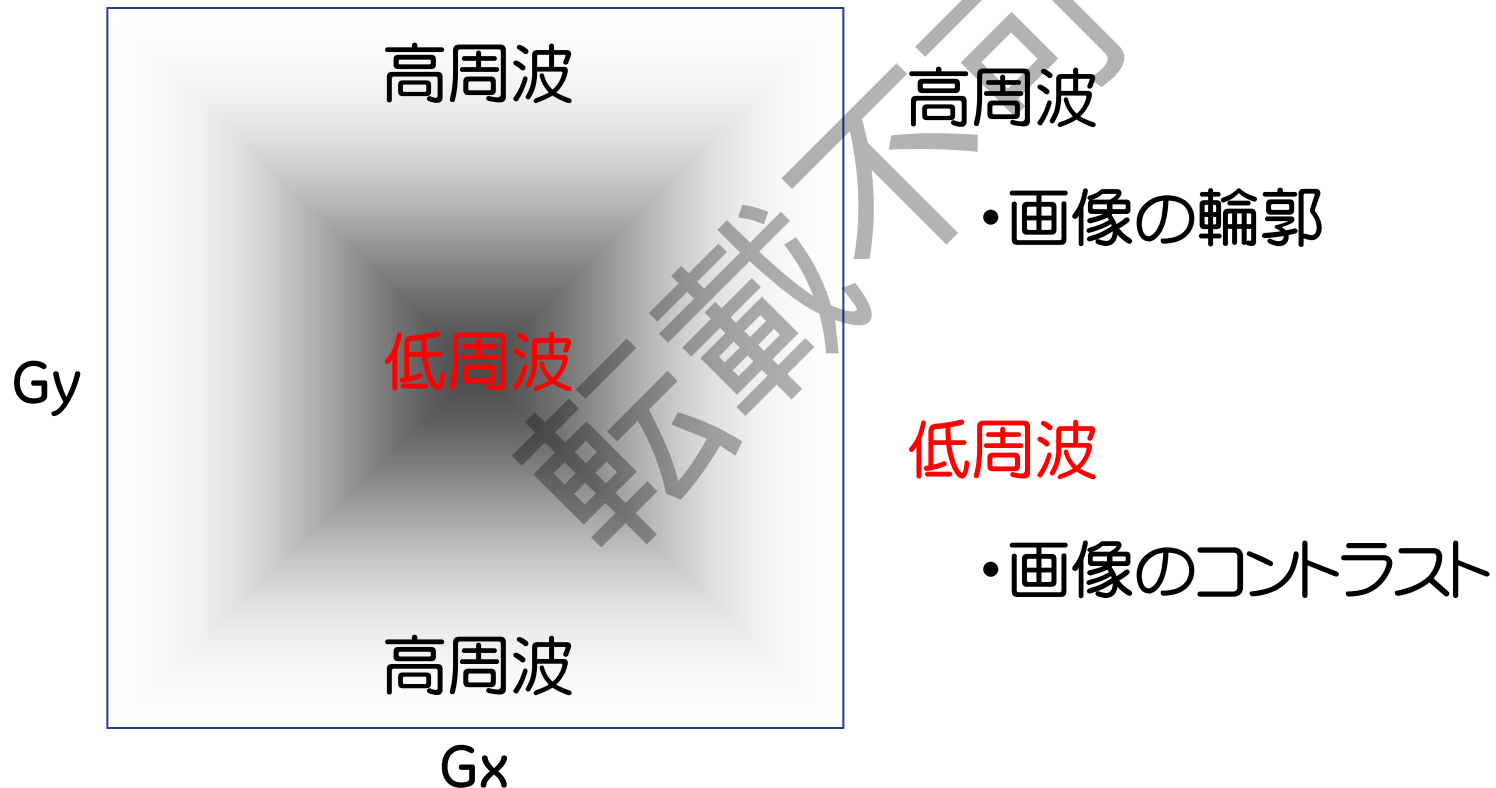 高周波
高周波
・画像の輪郭
低周波
Gy
低周波
・画像のコントラスト
高周波
Gx
転載不可